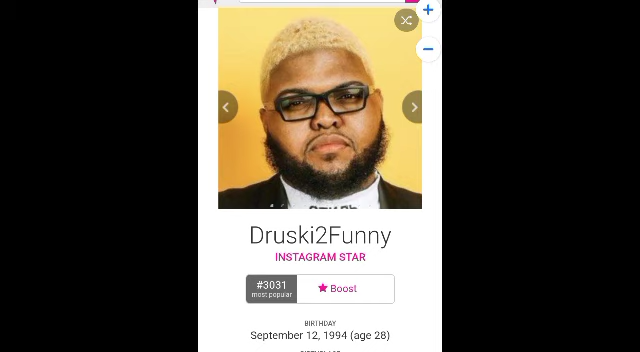 Druski2Funny
INSTAGRAM STAR
#3031
most popular
Boost
BIRTHDAY
September 12, 1994 (age 28)